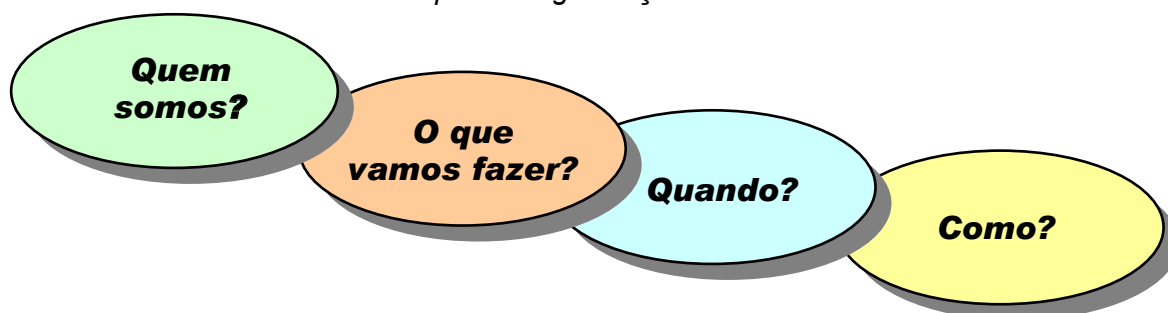 Quem
somos?
O que
vamos fazer?
Quando?
Como?